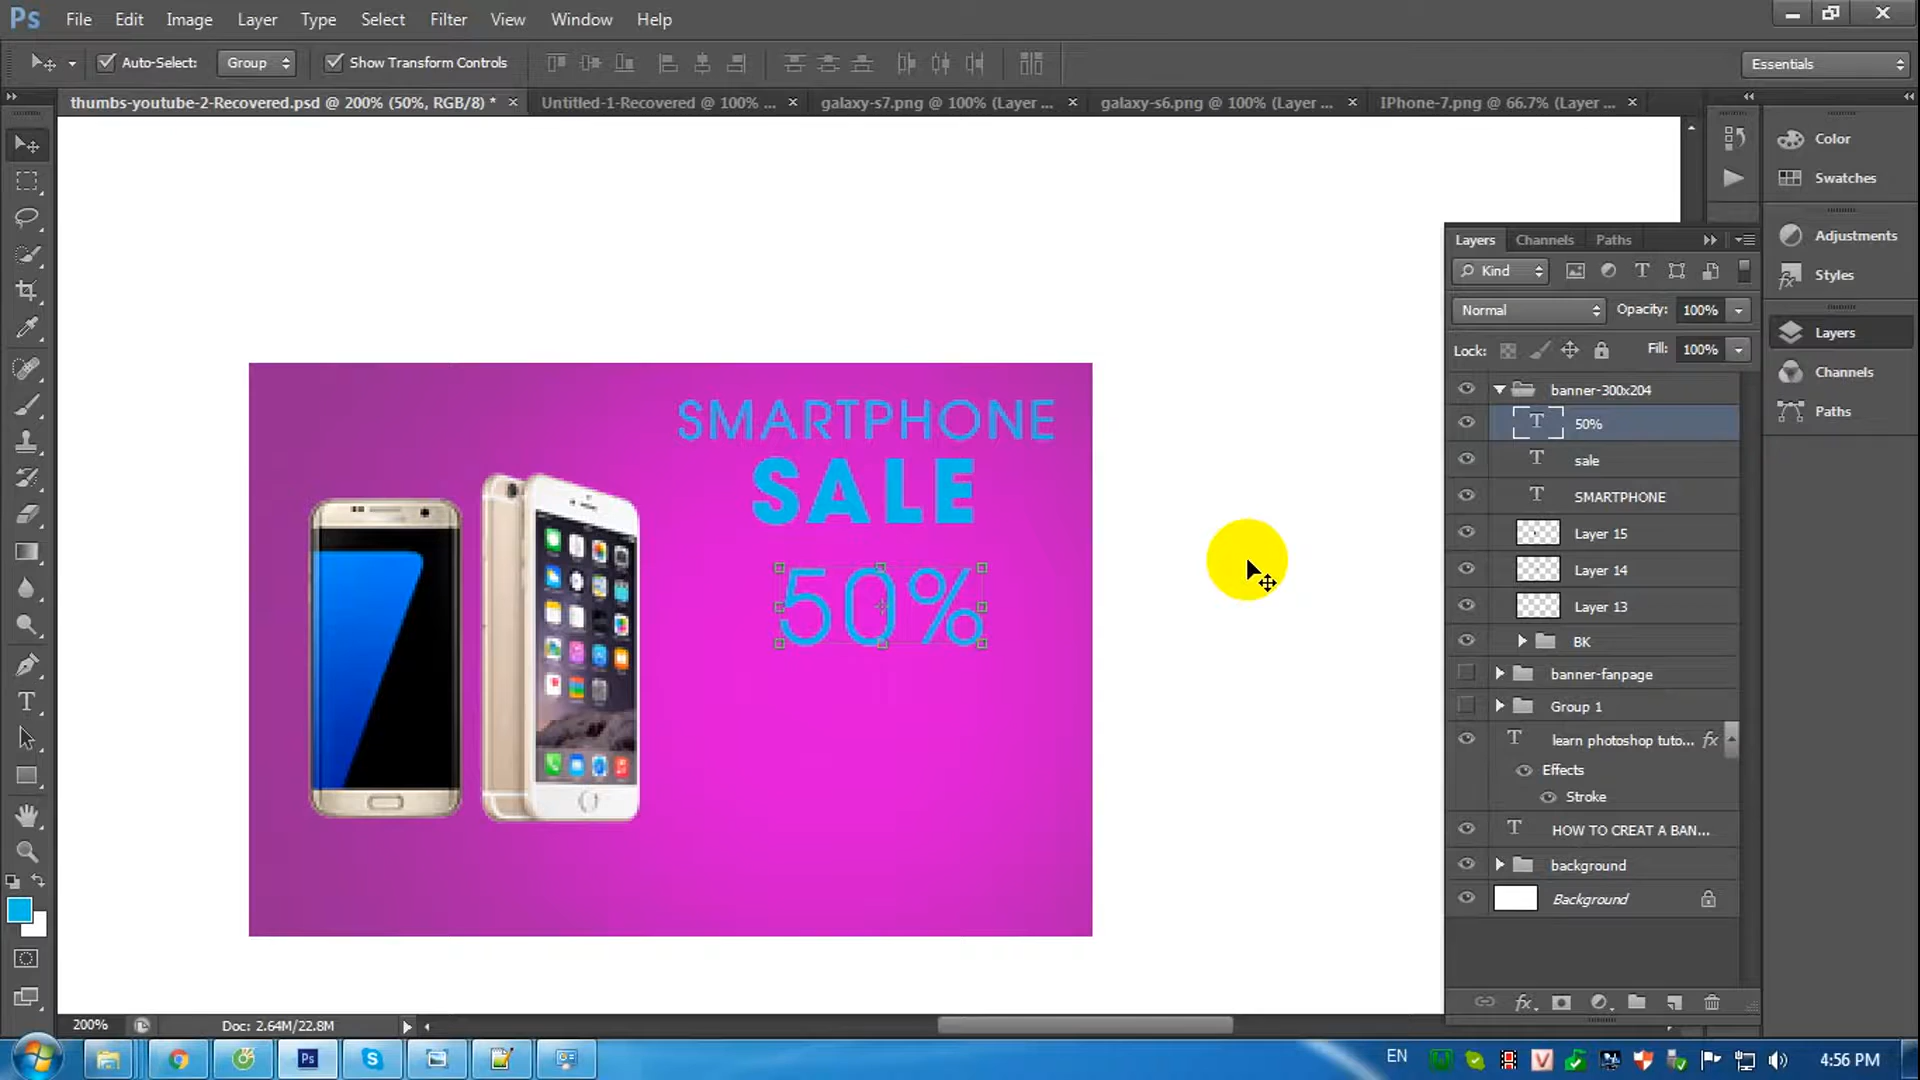 Ps File Edit Image Layer Type Select Filter View Window Help
Auto-Select: Group Show Transform Controls Essentials
thumbs-youtube-2-Recovered.psd @ 200% (50%, RGB/8) * Untitled-1-Recovered @ 100% ... galaxy-s7.png @ 100% (Layer ... galaxy-s6.png @ 100% (Layer ... IPhone-7.png @ 66.7% (Layer ...
SMARTPHONE
SALE
50%
Color
Swatches
Adjustments
Styles
Layers
Channels
Paths
Layers Channels Paths
Kind
Normal Opacity: 100%
Lock: Fill: 100%
banner-300x204
T 50%
T sale
T SMARTPHONE
Layer 15
Layer 14
Layer 13
BK
banner-fanpage
Group 1
T learn photoshop tuto... fx
Effects
Stroke
T HOW TO CREAT A BAN...
background
Background
fx
200% Doc: 2.64M/22.8M
Ps EN 4:56 PM